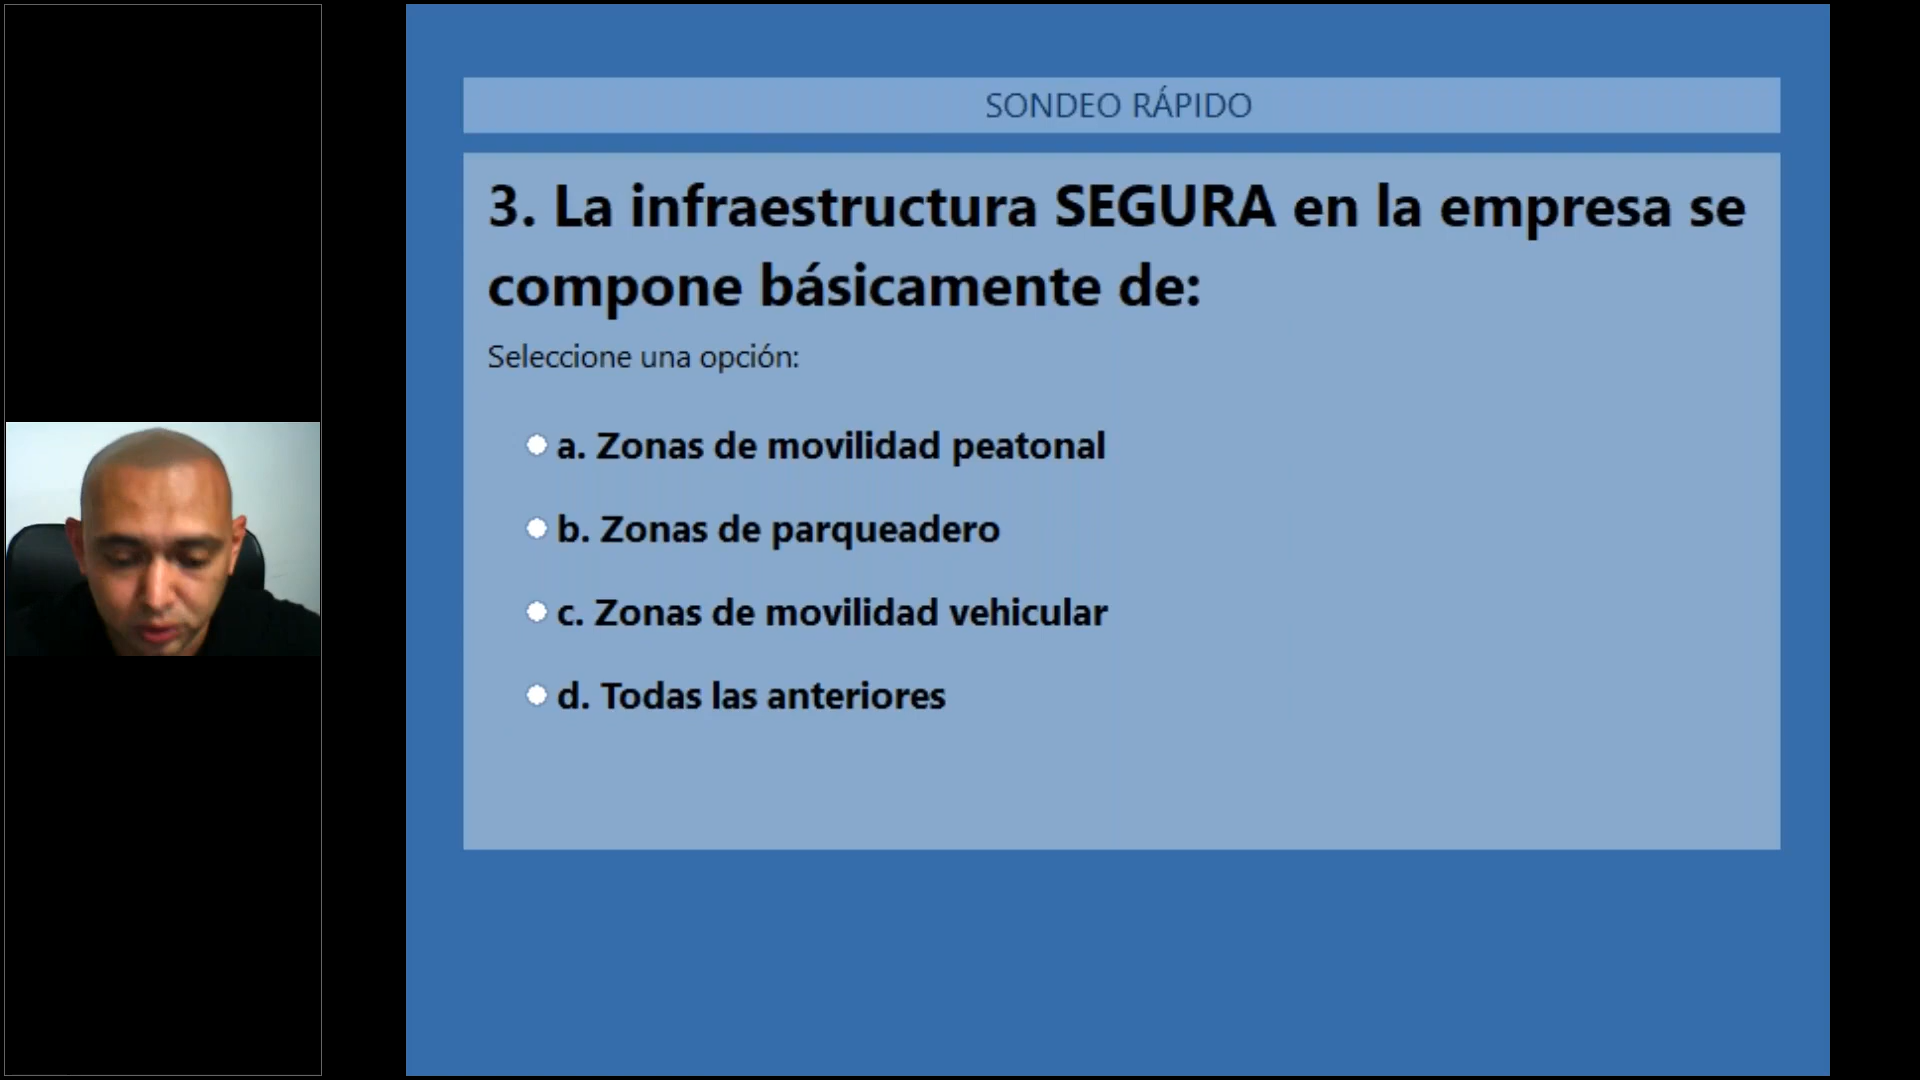 SONDEO RÁPIDO
3. La infraestructura SEGURA en la empresa se
compone básicamente de:
Seleccione una opción:
a. Zonas de movilidad peatonal
b. Zonas de parqueadero
c. Zonas de movilidad vehicular
d. Todas las anteriores